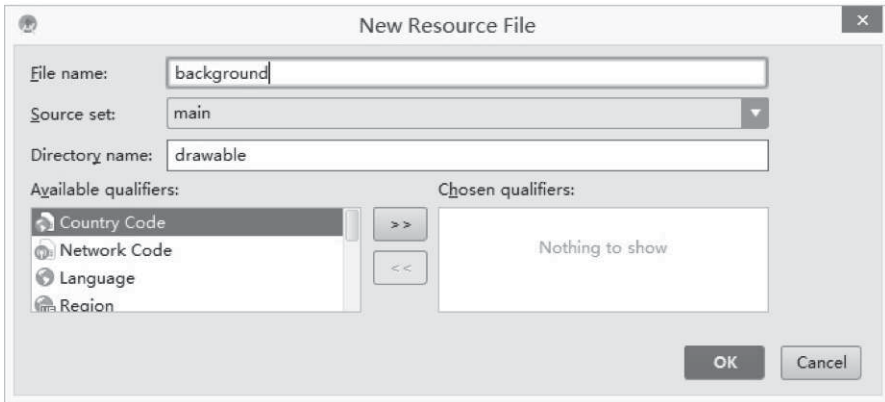 New Resource File
×
File name: background
Source set: main
Directory name: drawable
Available qualifiers:
Chosen qualifiers:
Country Code
Network Code
Language
Region
>>
<<
Nothing to show
OK
Cancel